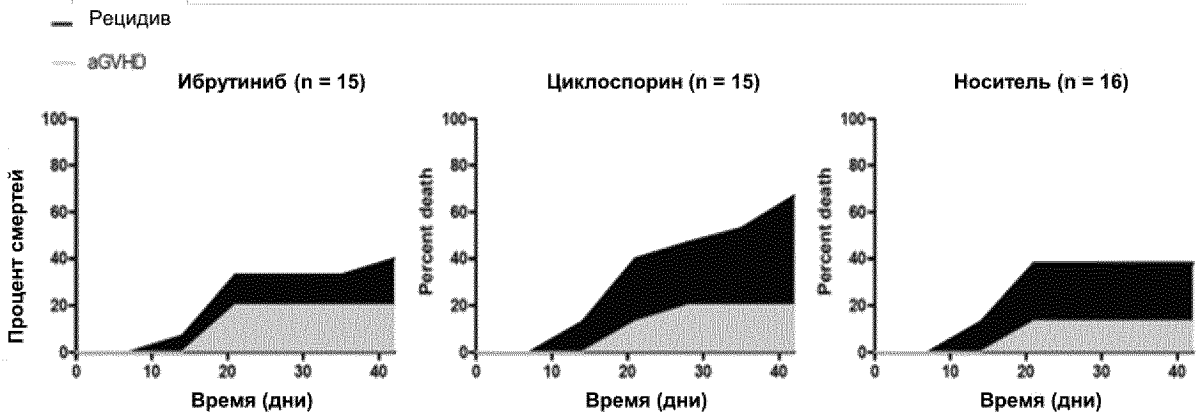 Рецидив
aGVHD
Ибрутиниб (n = 15)
Циклоспорин (n = 15)
Носитель (n = 16)
Процент смертей
100
80
60
40
20
0
0 10 20 30 40
Время (дни)
Percent death
100
80
60
40
20
0
0 10 20 30 40
Время (дни)
Percent death
100
80
60
40
20
0
0 10 20 30 40
Время (дни)